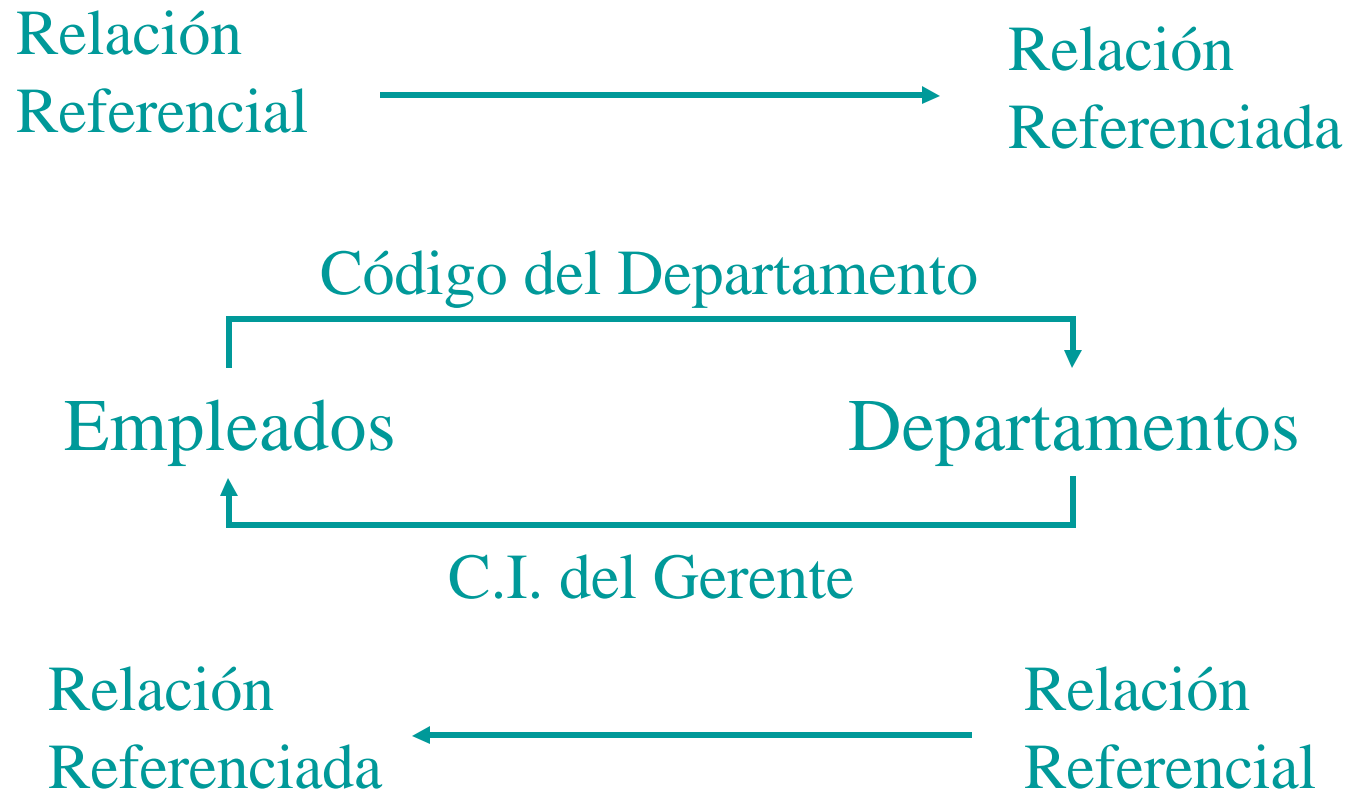 Relación
Referencial
Relación
Referenciada
Código del Departamento
Empleados
Departamentos
C.I. del Gerente
Relación
Referenciada
Relación
Referencial